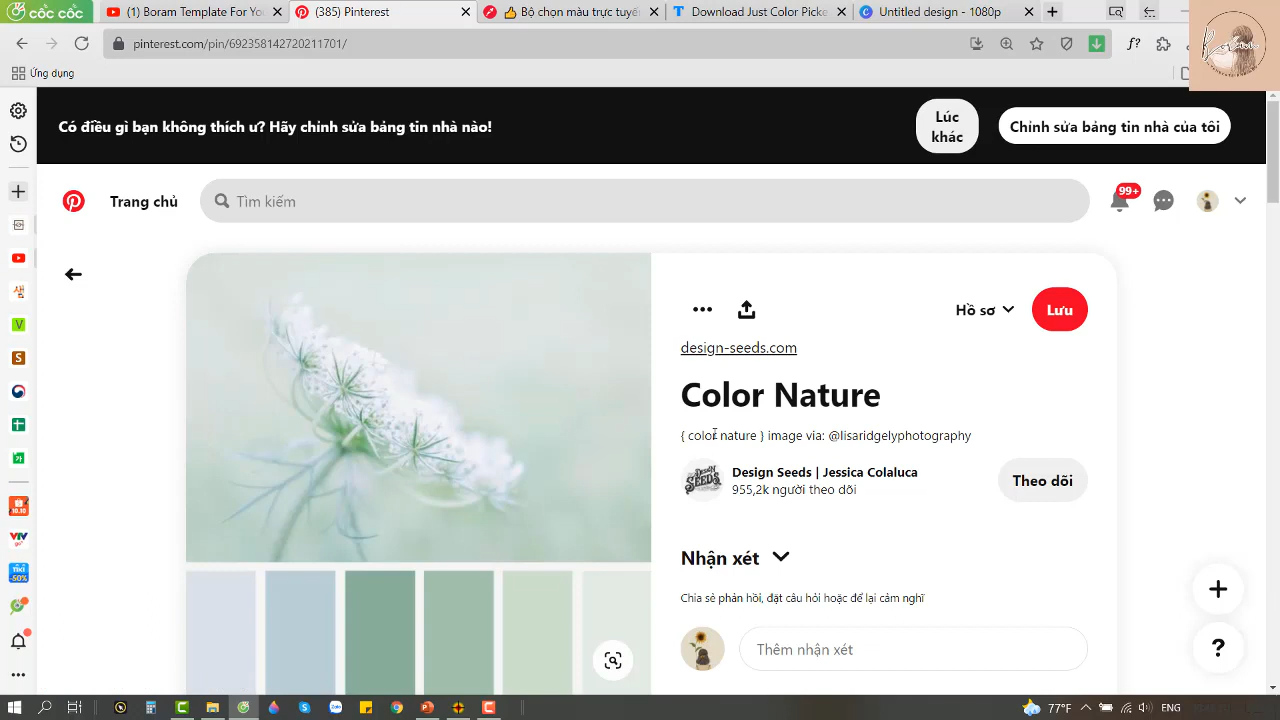 cốc cốc
(1) Boram Template For Yo
(385) Pinterest
👍 Bộ chọn màu trực tuyến
Download Just Color Picke
Untitled design - 1080p
pinterest.com/pin/692358142720211701/
f?
Ứng dụng
Có điều gì bạn không thích ư? Hãy chỉnh sửa bảng tin nhà nào!
Lúc
khác
Chỉnh sửa bảng tin nhà của tôi
Trang chủ
Tìm kiếm
99+
Hồ sơ
Lưu
design-seeds.com
Color Nature
{ color nature } image via: @lisaridgelyphotography
Design Seeds | Jessica Colaluca
955,2k người theo dõi
Theo dõi
Nhận xét
Chia sẻ phản hồi, đặt câu hỏi hoặc để lại cảm nghĩ
Thêm nhận xét
77°F
ENG